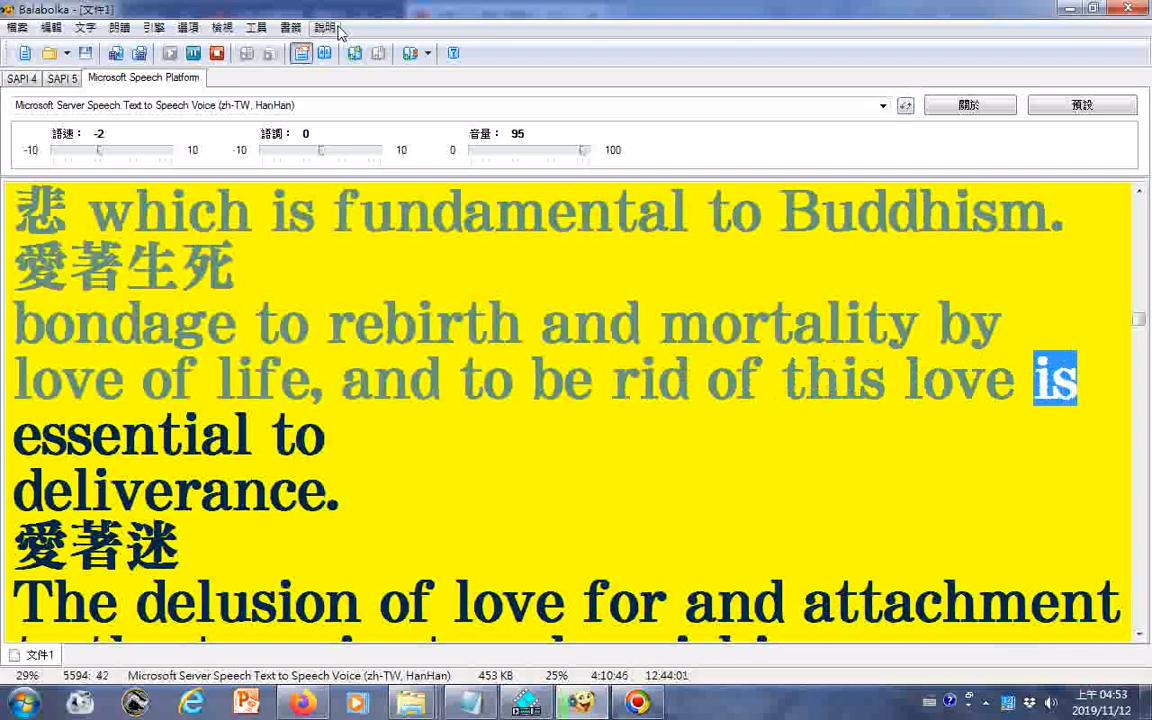 Balabolka - [文件1]
檔案 編輯 文字 朗讀 引擎 選項 檢視 工具 書籤 說明
SAPI 4 SAPI 5 Microsoft Speech Platform
Microsoft Server Speech Text to Speech Voice (zh-TW, HanHan) 關於 預設
語速： -2 語調： 0 音量： 95
-10 10 -10 10 0 100
悲 which is fundamental to Buddhism.
愛著生死
bondage to rebirth and mortality by
love of life, and to be rid of this love is
essential to
deliverance.
愛著迷
The delusion of love for and attachment
文件1
29% 5594: 42 Microsoft Server Speech Text to Speech Voice (zh-TW, HanHan) 453 KB 25% 4:10:46 12:44:01
上午 04:53
2019/11/12